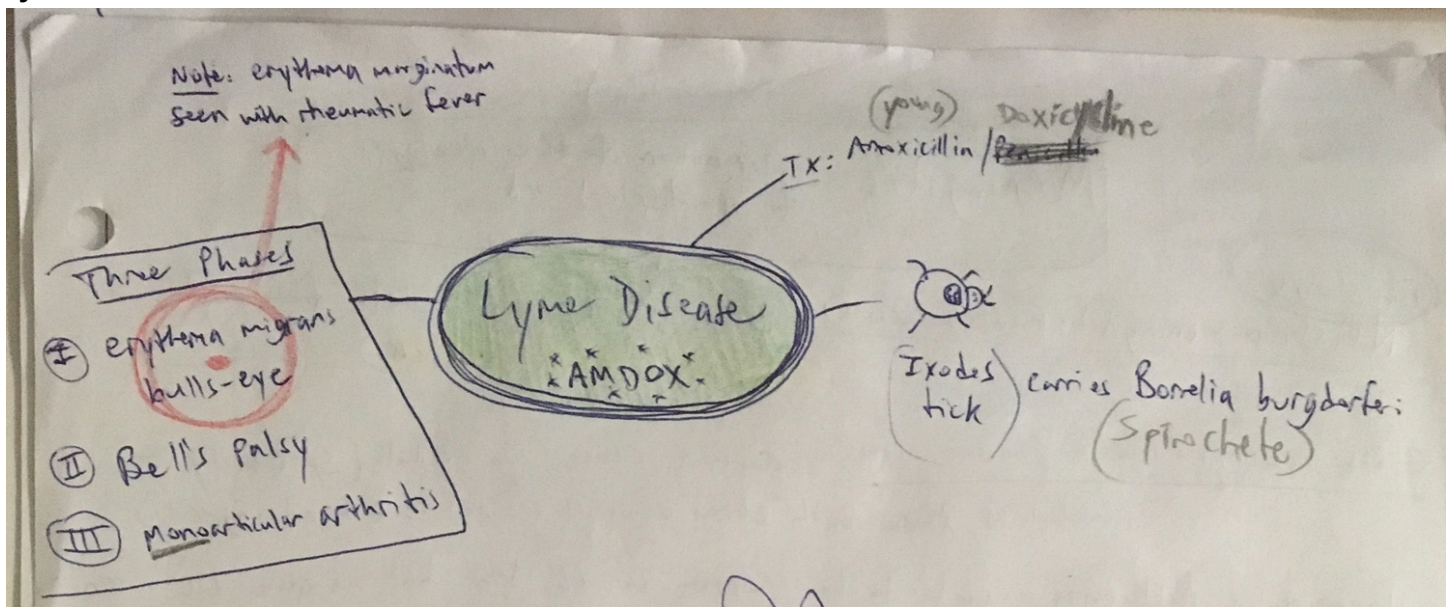 Note: erythema marginatum
seen with rheumatic fever
(young) Doxicycline
Tx: Amoxicillin /
Three Phases
I erythema migrans
bulls-eye
II Bell's palsy
III monoarticular arthritis
Lyme Disease
AMDOX
Ixodes
tick
carries Borrelia burgdorferi
(Spirochete)